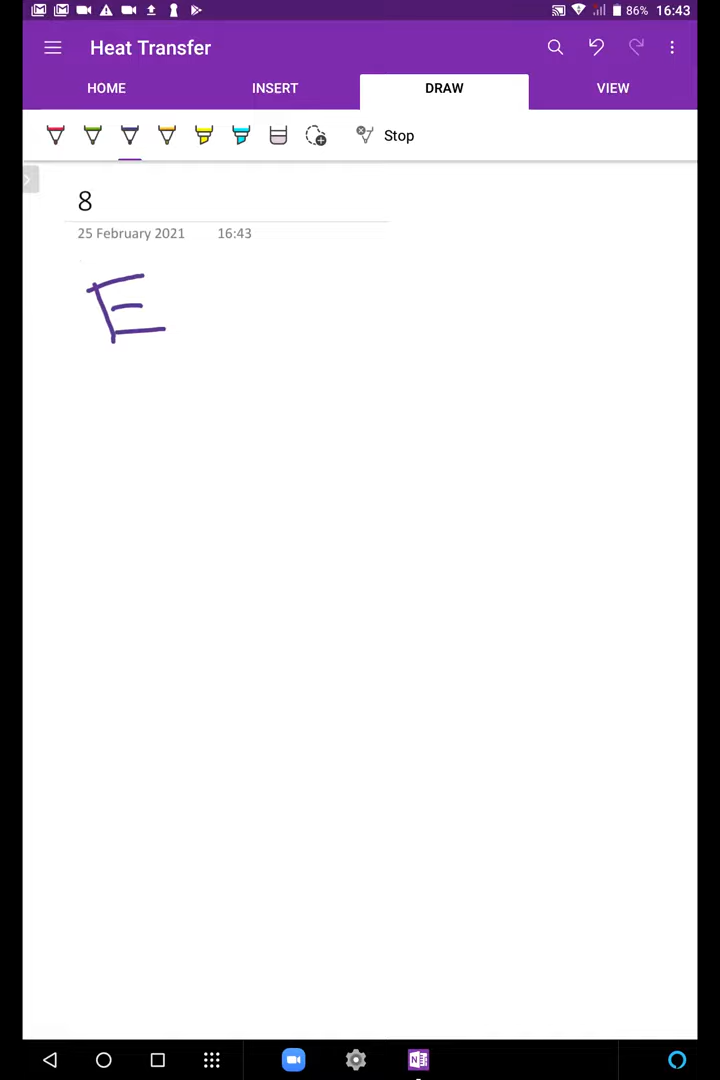 86% 16:43
Heat Transfer
HOME INSERT DRAW VIEW
Stop
8
25 February 2021 16:43
E